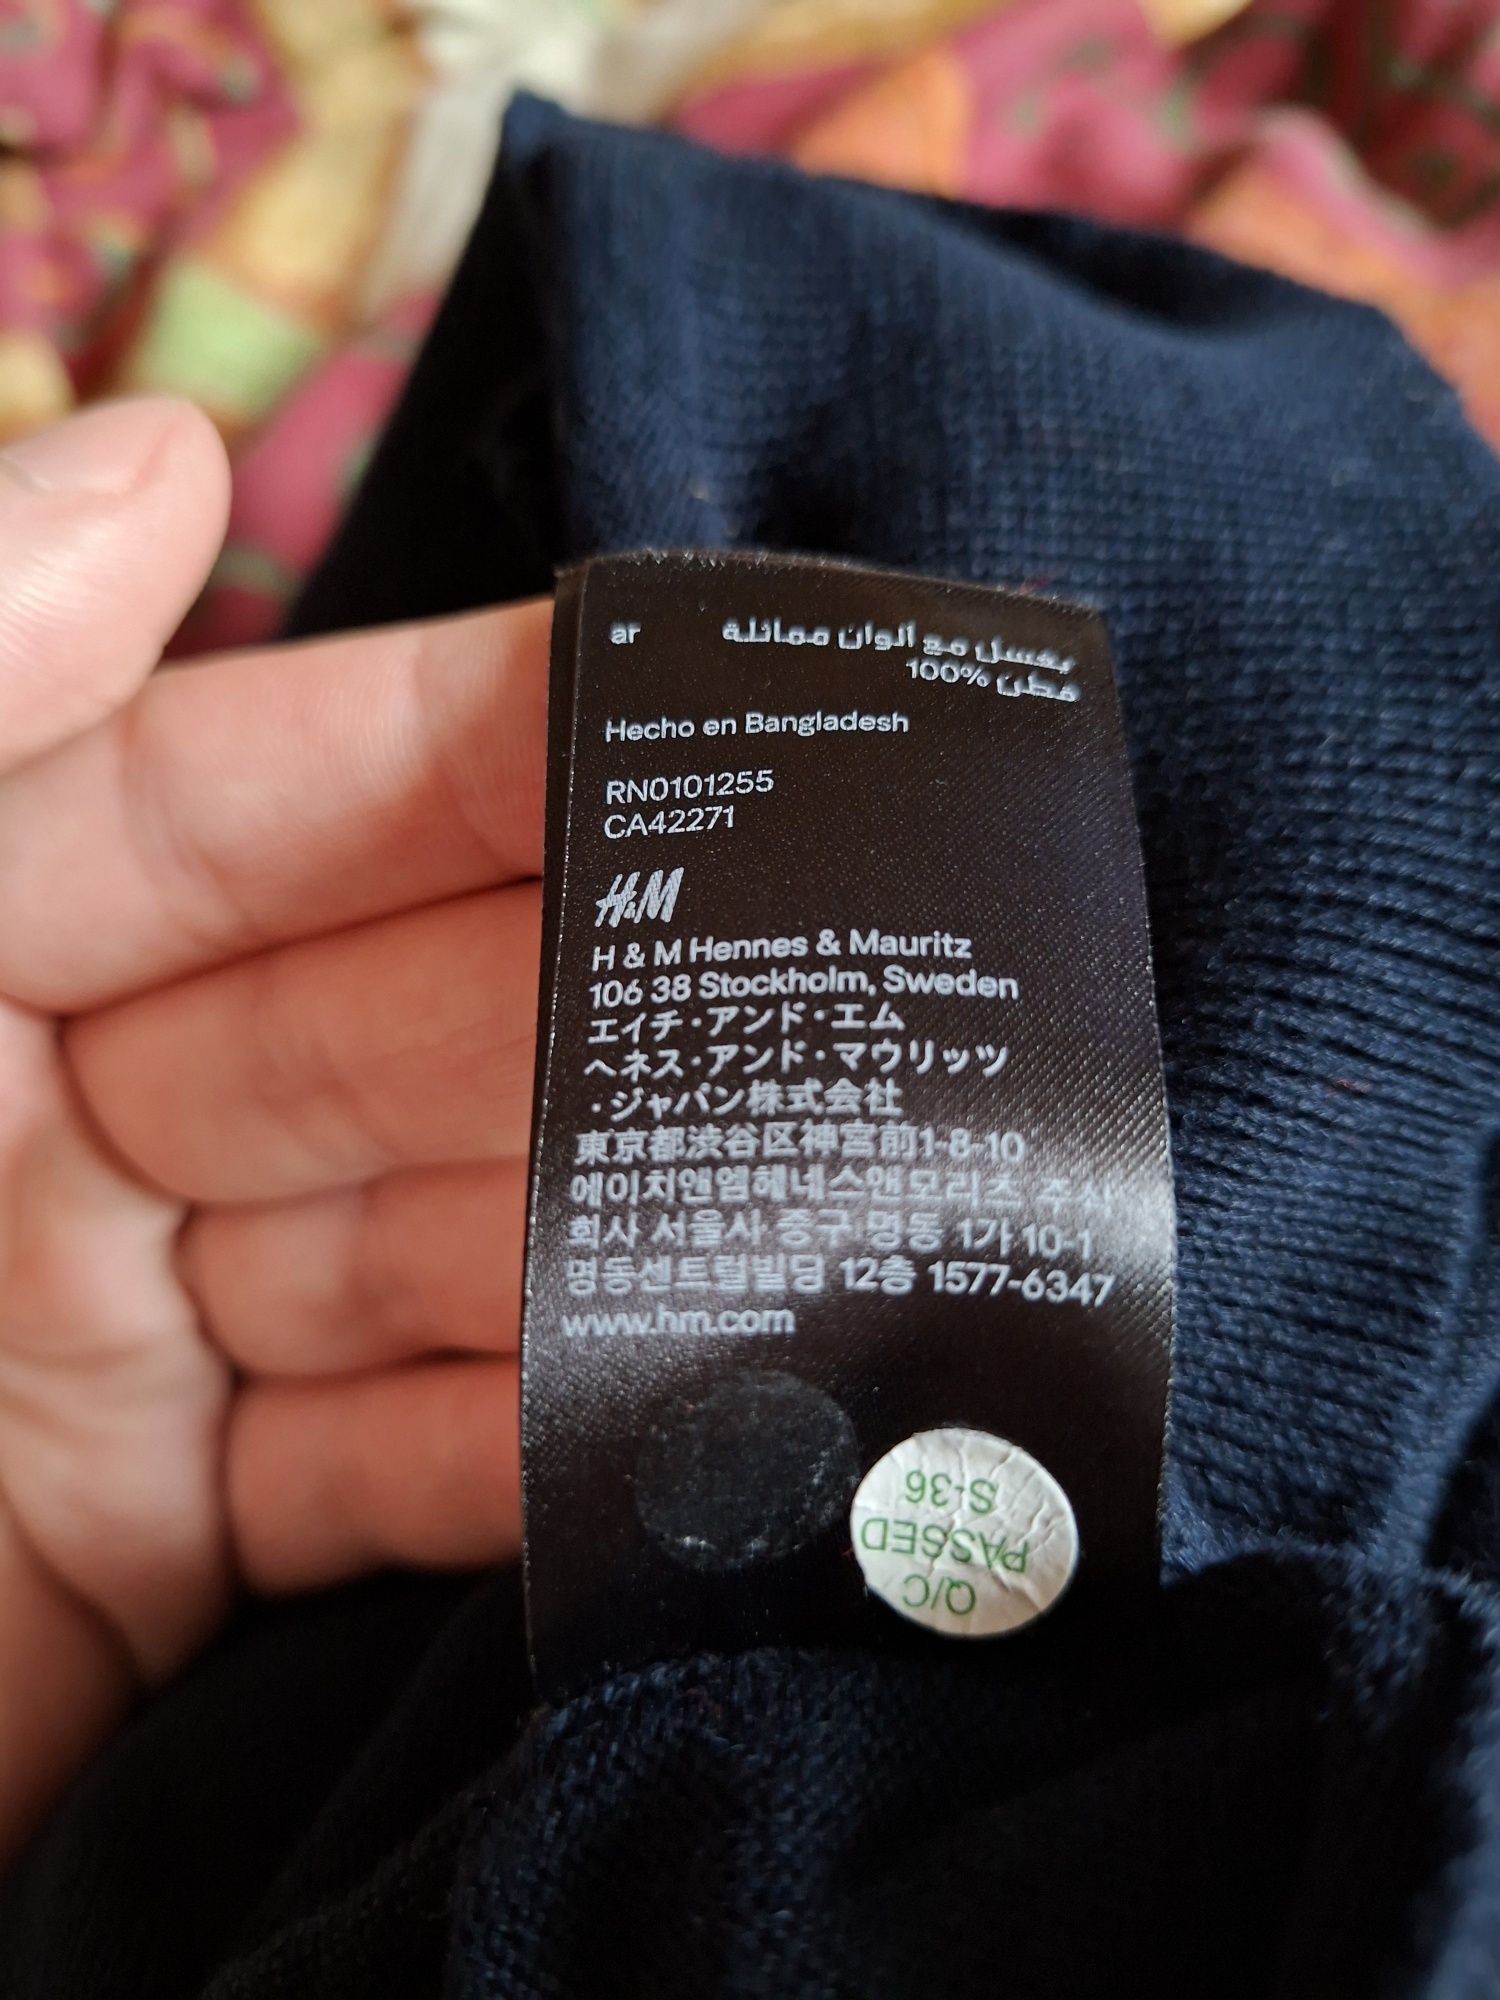 ar يغسل مع ألوان مماثلة
100% قطن
Hecho en Bangladesh
RN0101255
CA42271
H&M
H & M Hennes & Mauritz
106 38 Stockholm, Sweden
エイチ・アンド・エム
ヘネス・アンド・マウリッツ
・ジャパン株式会社
東京都渋谷区神宮前1-8-10
에이치앤엠헤네스앤모리츠 주식
회사 서울시 중구 명동 1가 10-1
명동센트럴빌딩 12층 1577-6347
www.hm.com
Q/C
PASSED
S-36